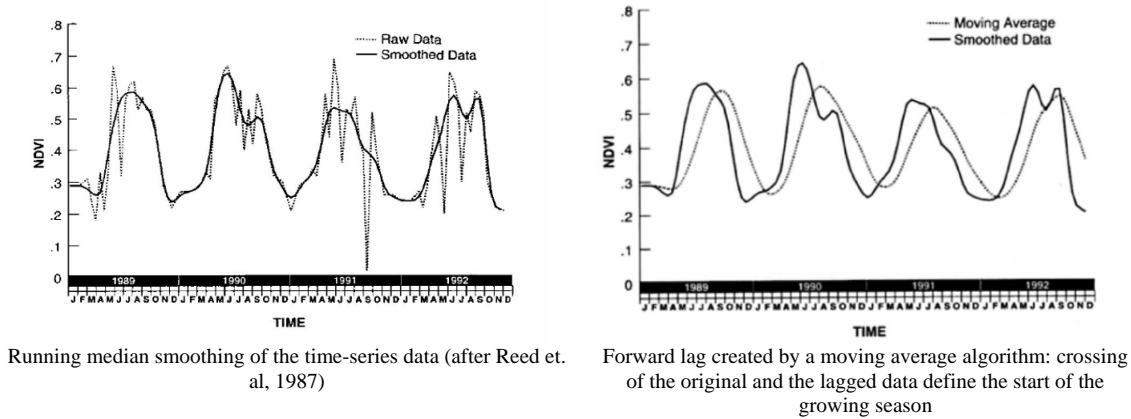 .8
.7
.6
.5
.4
.3
.2
.1
0
NDVI
Raw Data
Smoothed Data
1989 1990 1991 1992
J F M A M J J A S O N D J F M A M J J A S O N D J F M A M J J A S O N D J F M A M J J A S O N D
TIME
Running median smoothing of the time-series data (after Reed et.
al, 1987)
.8
.7
.6
.5
.4
.3
.2
.1
0
NDVI
Moving Average
Smoothed Data
1989 1990 1991 1992
J F M A M J J A S O N D J F M A M J J A S O N D J F M A M J J A S O N D J F M A M J J A S O N D
TIME
Forward lag created by a moving average algorithm: crossing
of the original and the lagged data define the start of the
growing season